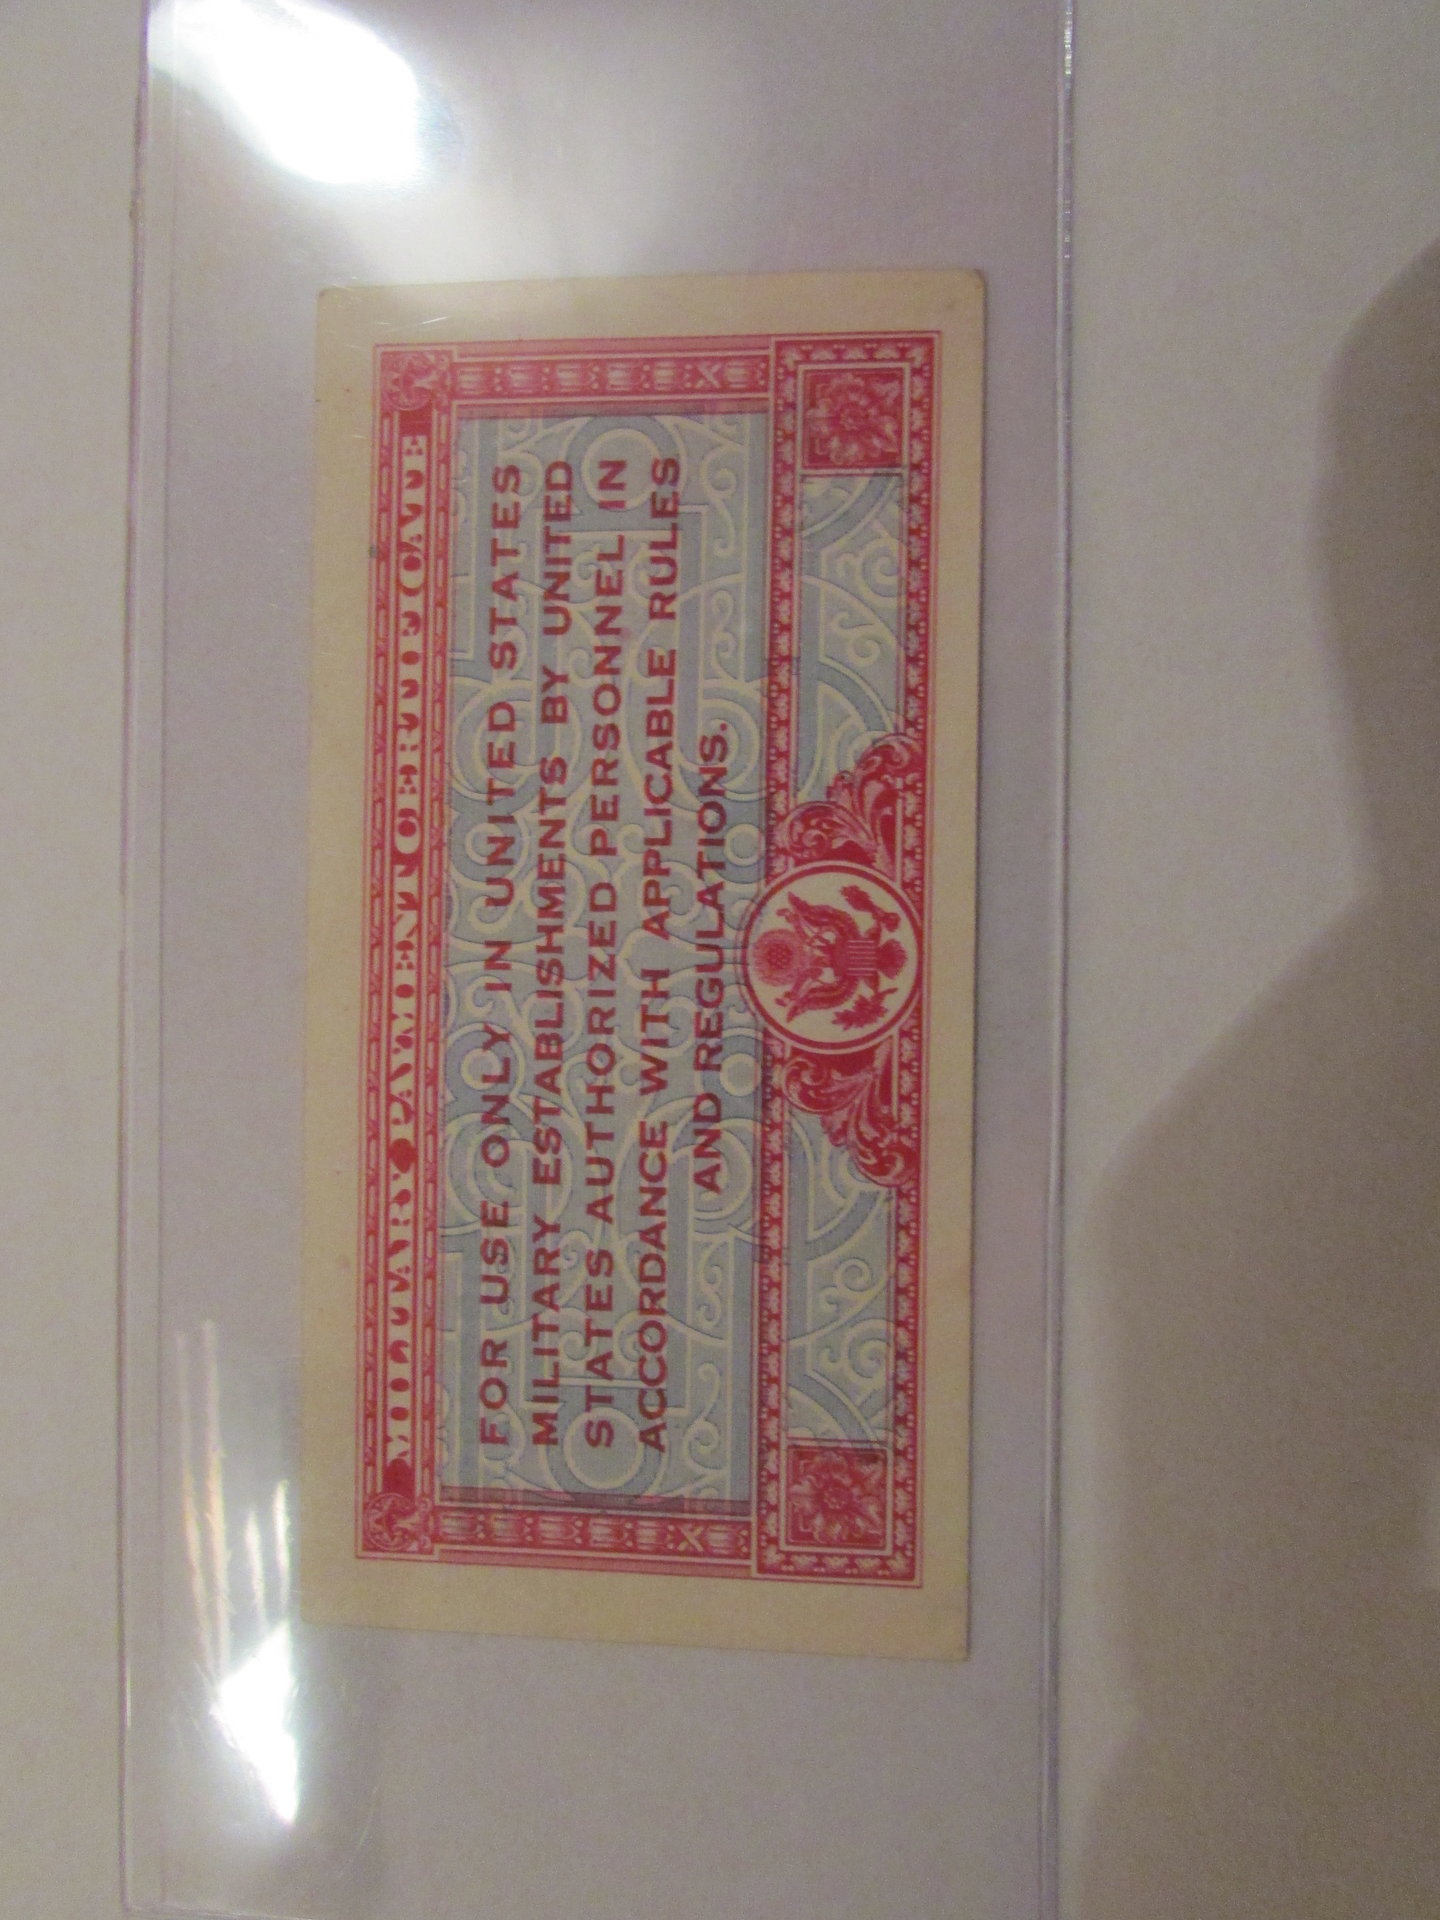 MILITARY PAYMENT CERTIFICATE
FOR USE ONLY IN UNITED STATES
MILITARY ESTABLISHMENTS BY UNITED
STATES AUTHORIZED PERSONNEL IN
ACCORDANCE WITH APPLICABLE RULES
AND REGULATIONS.